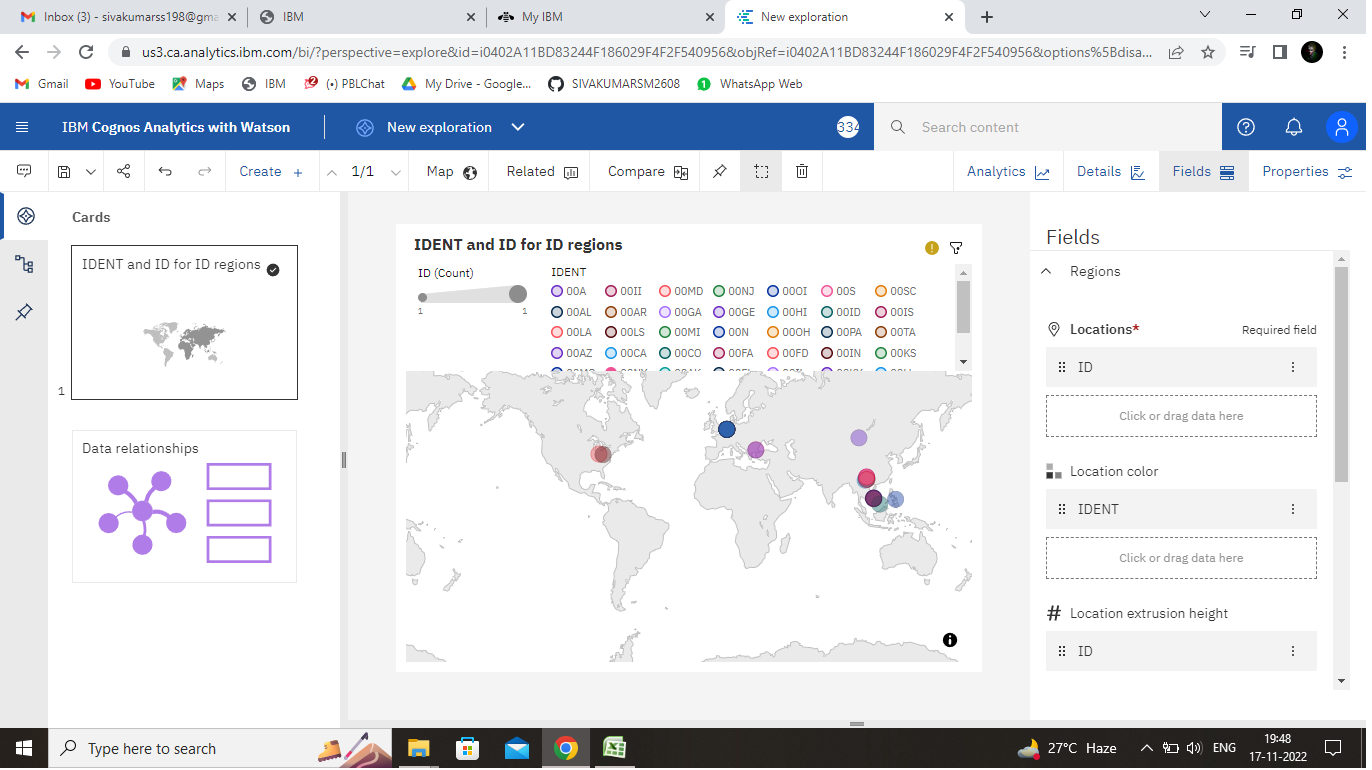 Inbox (3) - sivakumarss198@gma
IBM
My IBM
New exploration
us3.ca.analytics.ibm.com/bi/?perspective=explore&id=i0402A11BD83244F186029F4F2F540956&objRef=i0402A11BD83244F186029F4F2F540956&options%5Bdisa...
Gmail
YouTube
Maps
IBM
(•) PBLChat
My Drive - Google...
SIVAKUMARSM2608
WhatsApp Web
IBM Cognos Analytics with Watson
New exploration
334
Search content
Create +
1/1
Map
Related
Compare
Analytics
Details
Fields
Properties
Cards
IDENT and ID for ID regions
1
Data relationships
IDENT and ID for ID regions
ID (Count)
1 1
IDENT
00A 00II 00MD 00NJ 00OI 00S 00SC
00AL 00AR 00GA 00GE 00HI 00ID 00IS
00LA 00LS 00MI 00N 00OH 00PA 00TA
00AZ 00CA 00CO 00FA 00FD 00IN 00KS
Fields
Regions
Locations* Required field
ID
Click or drag data here
Location color
IDENT
Click or drag data here
# Location extrusion height
ID
Type here to search
27°C Haze
ENG
19:48
17-11-2022